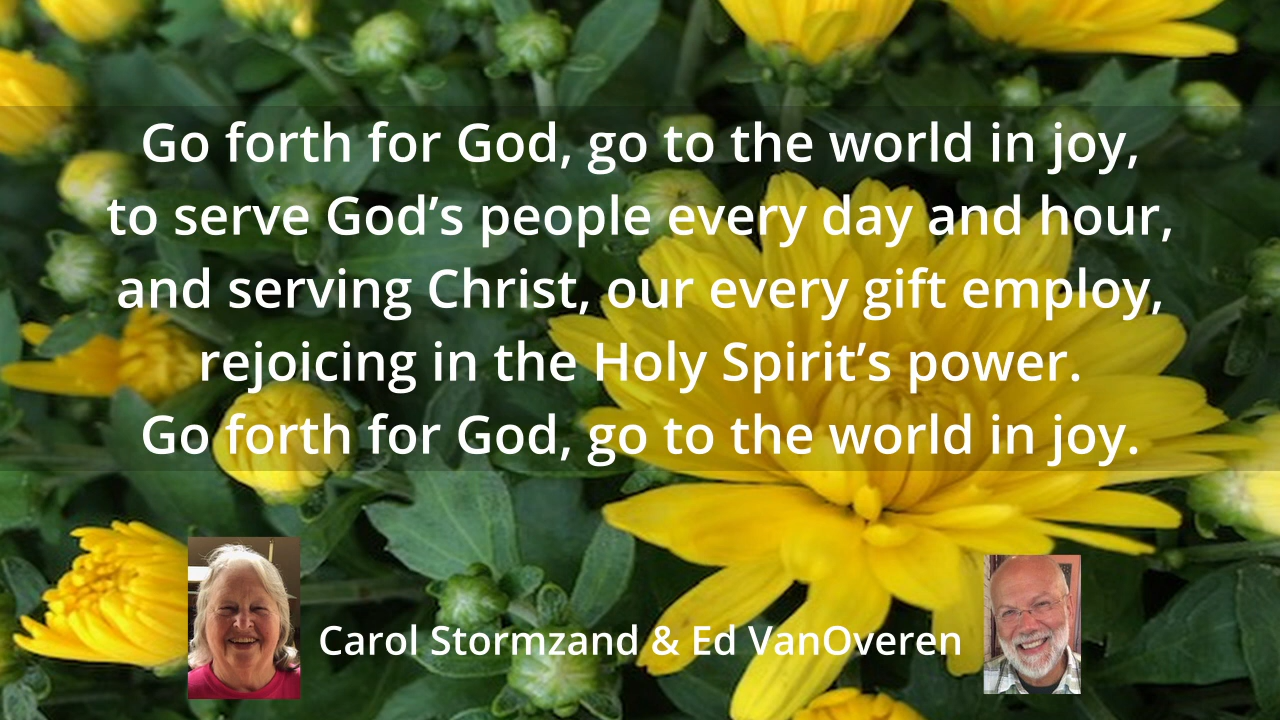 Go forth for God, go to the world in joy,
to serve God’s people every day and hour,
and serving Christ, our every gift employ,
rejoicing in the Holy Spirit’s power.
Go forth for God, go to the world in joy.
Carol Stormzand & Ed VanOveren